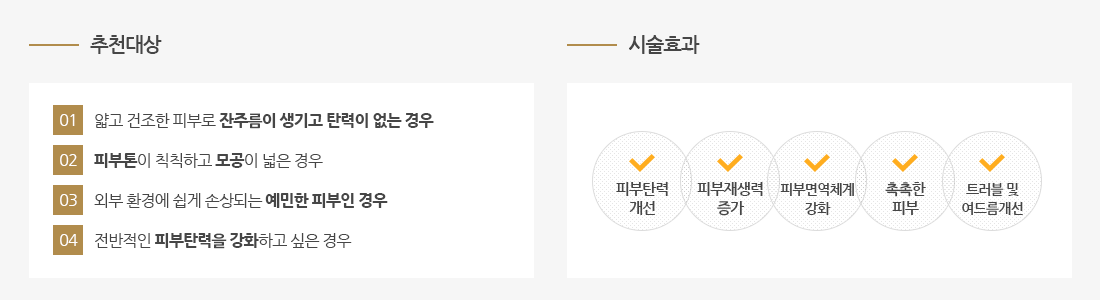 추천대상
01 얇고 건조한 피부로 잔주름이 생기고 탄력이 없는 경우
02 피부톤이 칙칙하고 모공이 넓은 경우
03 외부 환경에 쉽게 손상되는 예민한 피부인 경우
04 전반적인 피부탄력을 강화하고 싶은 경우
시술효과
피부탄력
개선
피부재생력
증가
피부면역체계
강화
촉촉한
피부
트러블 및
여드름개선